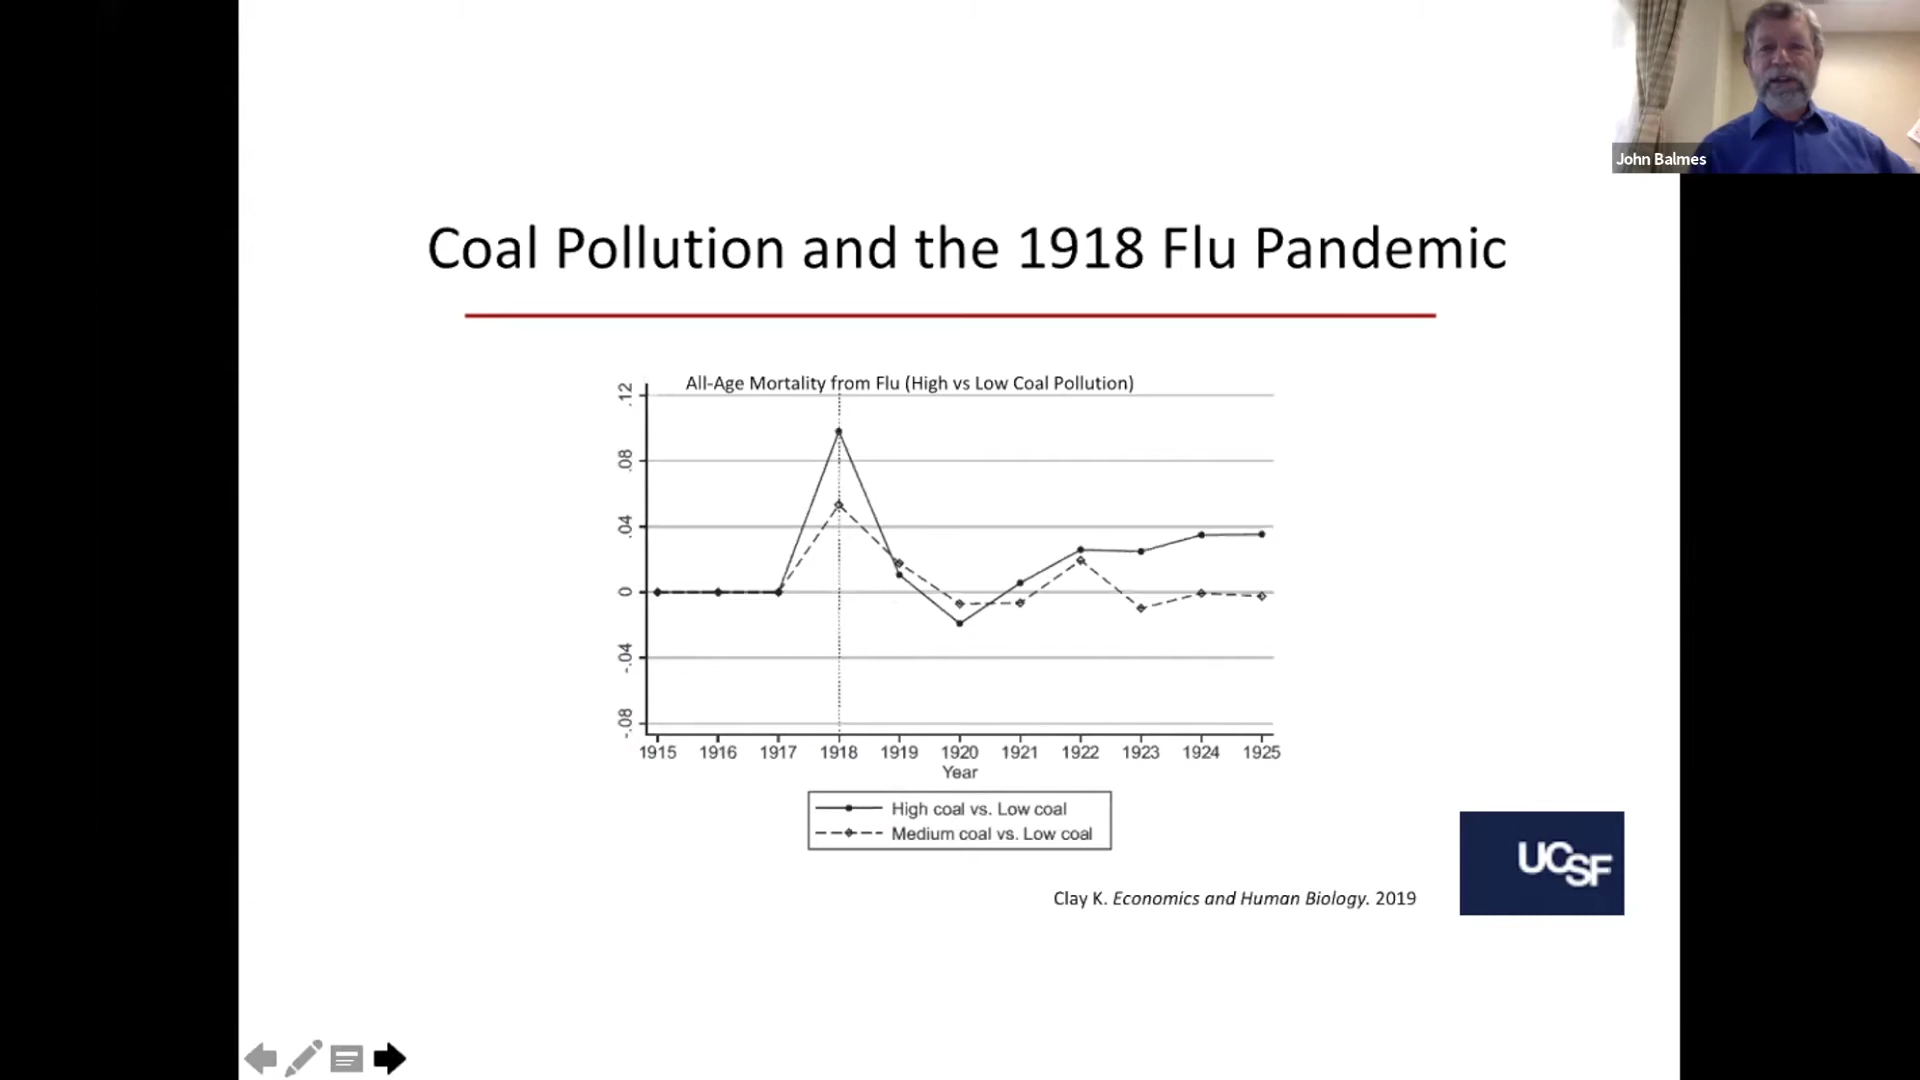 John Balmes
Coal Pollution and the 1918 Flu Pandemic
All-Age Mortality from Flu (High vs Low Coal Pollution)
.12
.08
.04
0
-.04
-.08
1915 1916 1917 1918 1919 1920 1921 1922 1923 1924 1925
Year
High coal vs. Low coal
Medium coal vs. Low coal
UCSF
Clay K. Economics and Human Biology. 2019